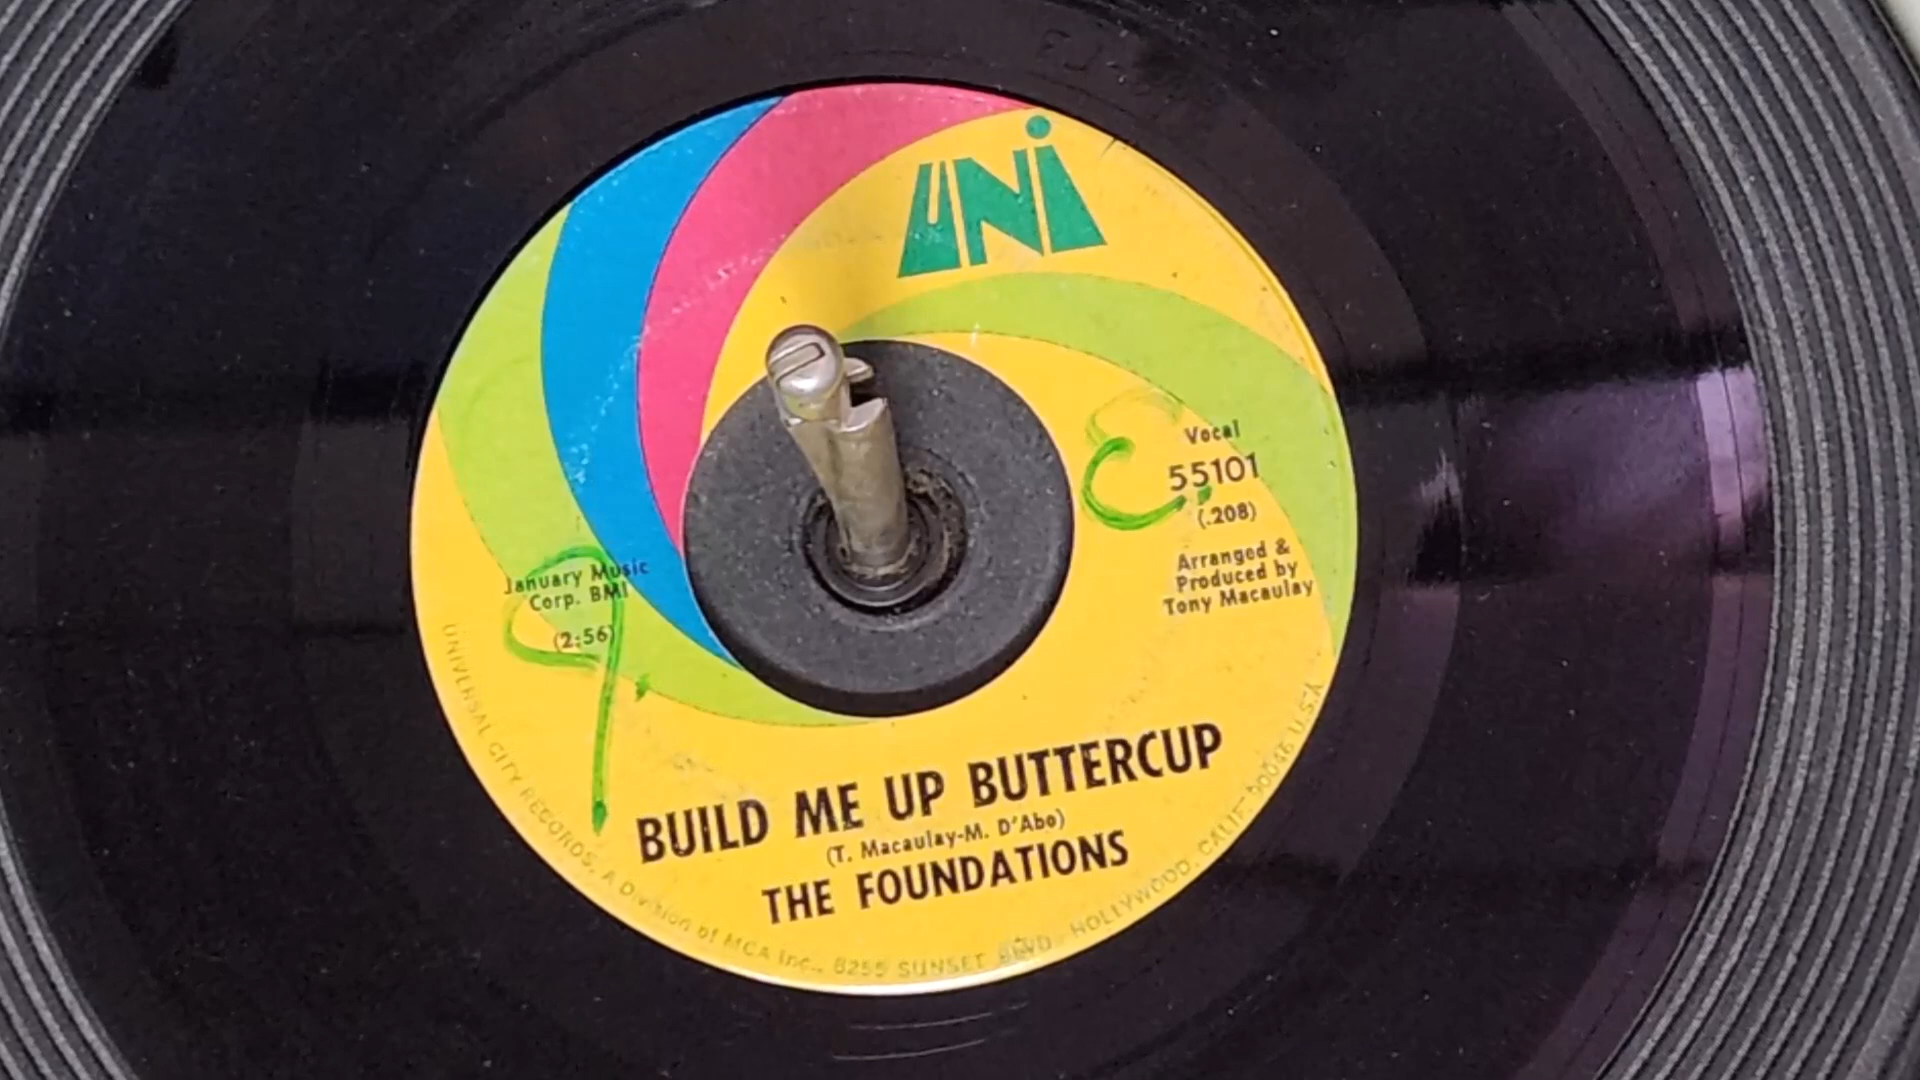 UNI
Vocal
55101
(.208)
Arranged &
Produced by
Tony Macaulay
January Music
Corp. BMI
(2:56)
BUILD ME UP BUTTERCUP
(T. Macaulay-M. D'Abo)
THE FOUNDATIONS
UNIVERSAL CITY RECORDS, A Division of MCA Inc., 8255 SUNSET BLVD. HOLLYWOOD, CALIF. 90046 U.S.A.